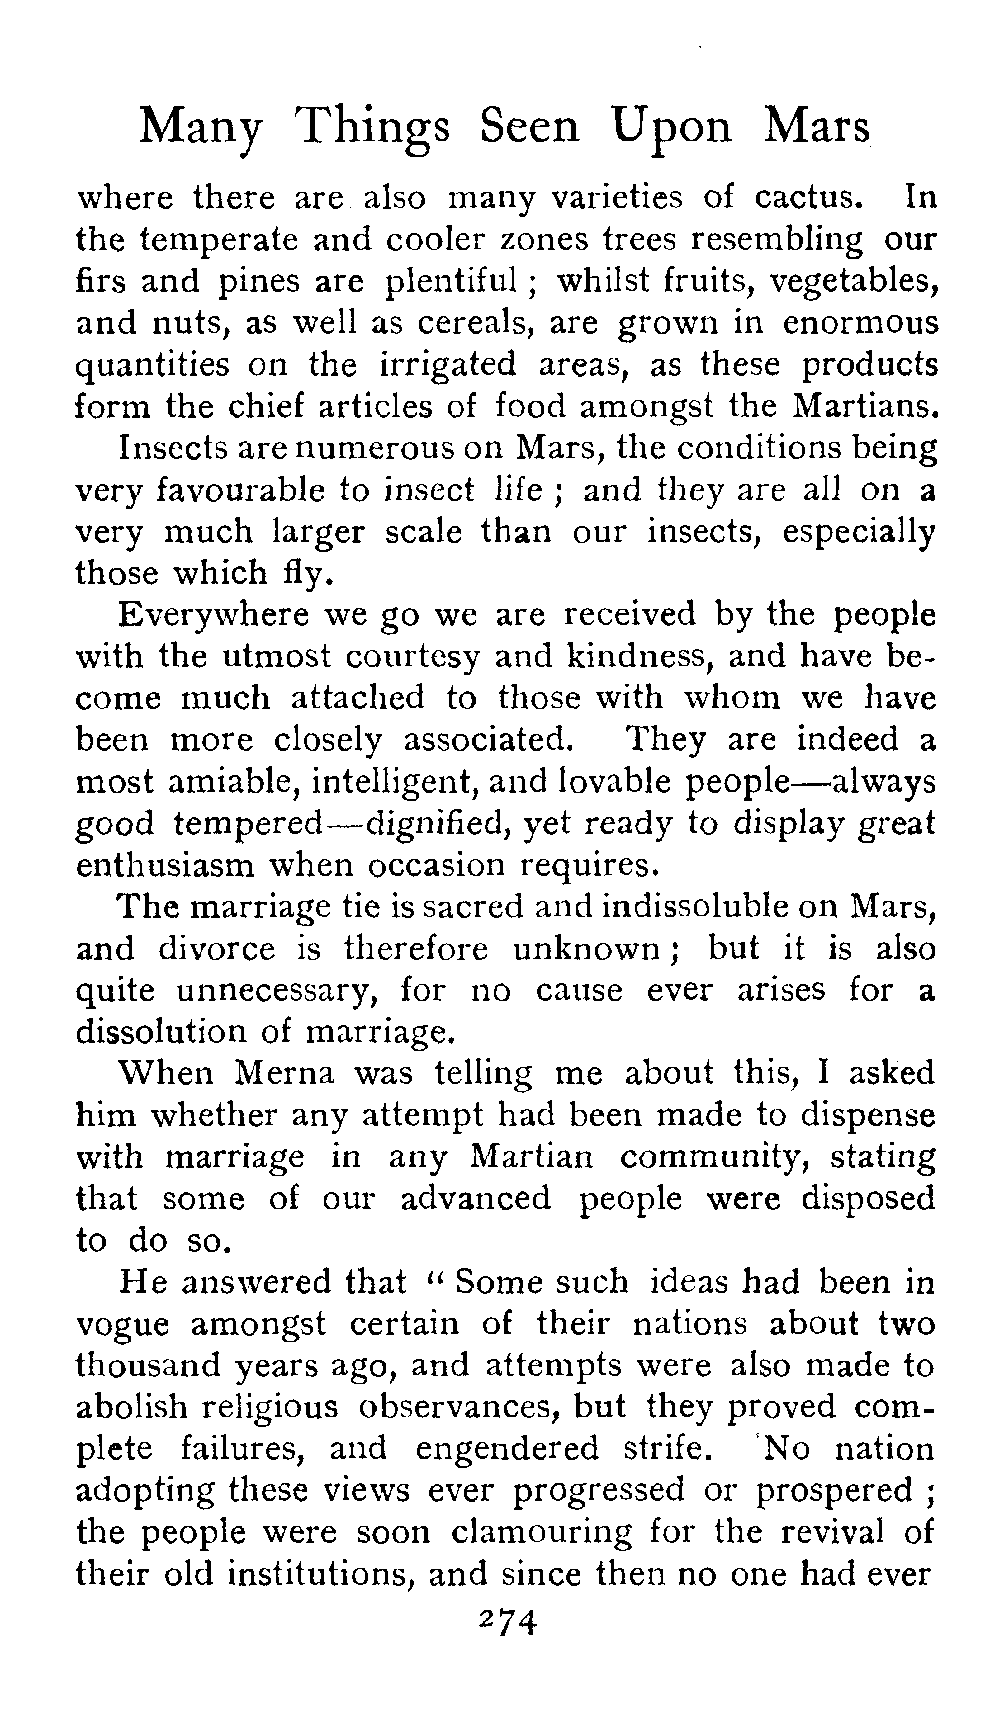 Many Things Seen Upon Mars
where there are also many varieties of cactus. In
the temperate and cooler zones trees resembling our
firs and pines are plentiful ; whilst fruits, vegetables,
and nuts, as well as cereals, are grown in enormous
quantities on the irrigated areas, as these products
form the chief articles of food amongst the Martians.
Insects are numerous on Mars, the conditions being
very favourable to insect life ; and they are all on a
very much larger scale than our insects, especially
those which fly.
Everywhere we go we are received by the people
with the utmost courtesy and kindness, and have be-
come much attached to those with whom we have
been more closely associated. They are indeed a
most amiable, intelligent, and lovable people—always
good tempered—dignified, yet ready to display great
enthusiasm when occasion requires.
The marriage tie is sacred and indissoluble on Mars,
and divorce is therefore unknown ; but it is also
quite unnecessary, for no cause ever arises for a
dissolution of marriage.
When Merna was telling me about this, I asked
him whether any attempt had been made to dispense
with marriage in any Martian community, stating
that some of our advanced people were disposed
to do so.
He answered that “ Some such ideas had been in
vogue amongst certain of their nations about two
thousand years ago, and attempts were also made to
abolish religious observances, but they proved com-
plete failures, and engendered strife. No nation
adopting these views ever progressed or prospered ;
the people were soon clamouring for the revival of
their old institutions, and since then no one had ever
274